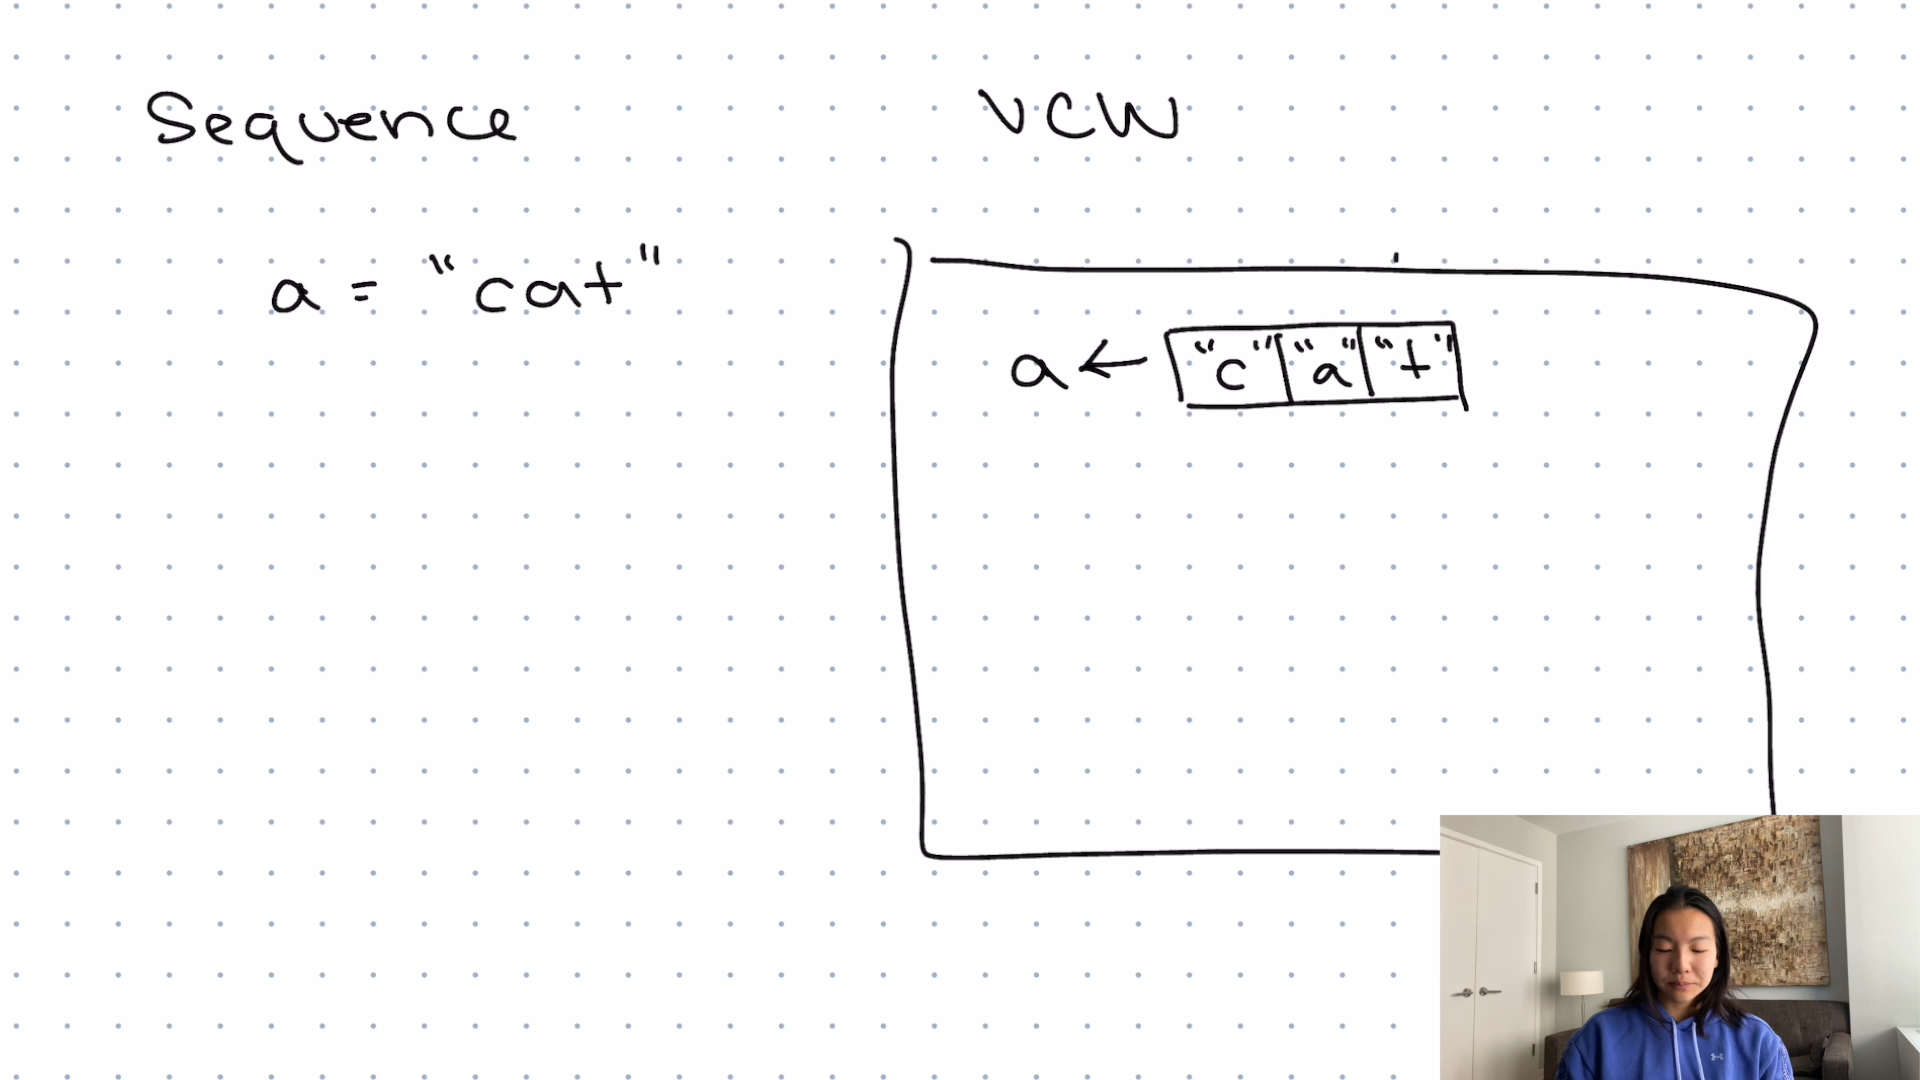 Sequence
VCW
a = "cat"
a ← "c" "a" "t"